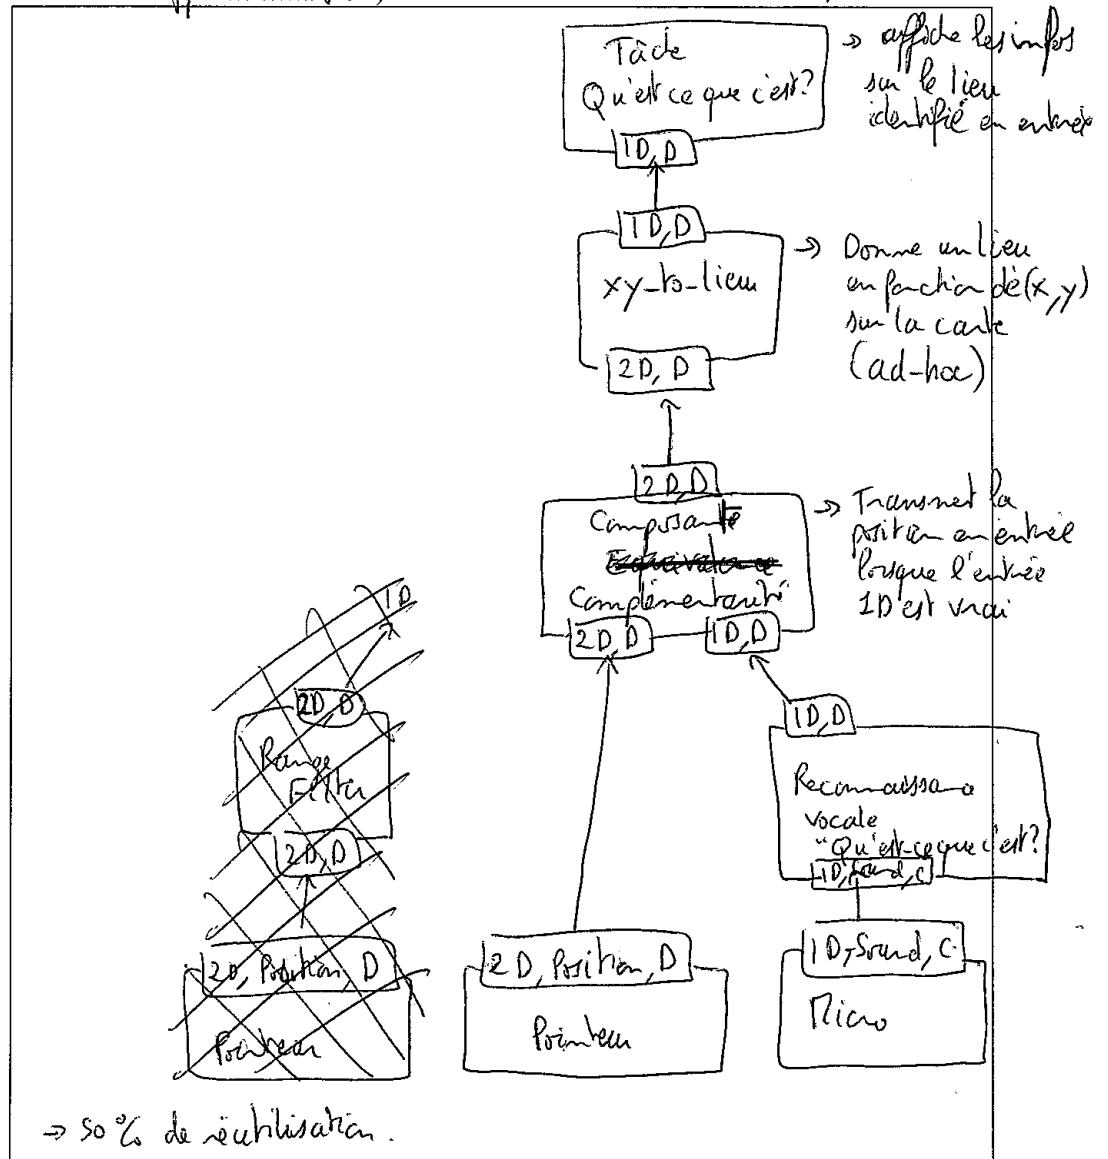 Tâche
Qu'est ce que c'est?
1D, D
⇒ affiche les infos
sur le lieu
identifié en entrée
1D, D
xy-to-lieu
2D, D
⇒ Donne un lieu
en fonction de (x, y)
sur la carte
(ad-hoc)
2D, D
Composante
Complémentarité
2D, D
1D, D
⇒ Transmet la
position en entrée
lorsque l'entrée
1D est vrai
1D
2D, D
Range
Filter
2D, D
2D, Position, D
Pointeur
1D, D
Reconnaissance
vocale
"Qu'est-ce que c'est?
1D, Sound, C
2D, Position, D
Pointeur
1D, Sound, C
Micro
⇒ 50% de réutilisation.